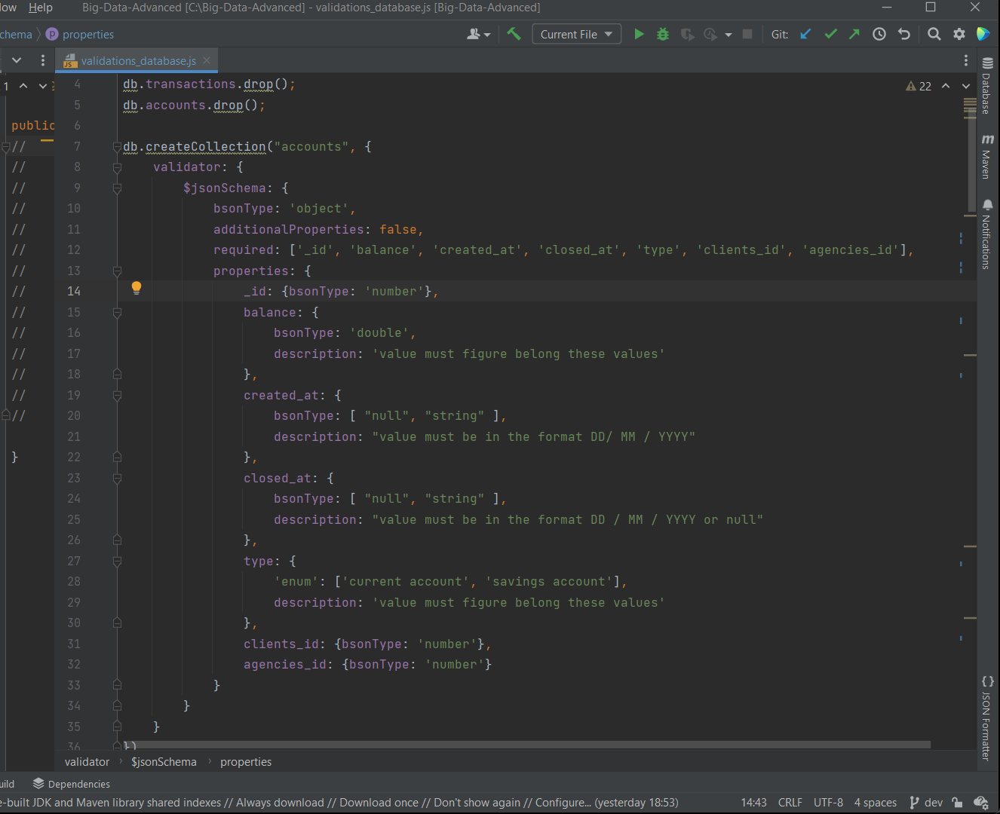 ow Help Big-Data-Advanced [C:\Big-Data-Advanced] - validations_database.js [Big-Data-Advanced]
chema properties Current File Git:
validations_database.js
1
22
public
//
//
//
//
//
//
//
//
//
//
//
//
//
//
}
4 db.transactions.drop();
5 db.accounts.drop();
6
7 db.createCollection("accounts", {
8 validator: {
9 $jsonSchema: {
10 bsonType: 'object',
11 additionalProperties: false,
12 required: ['_id', 'balance', 'created_at', 'closed_at', 'type', 'clients_id', 'agencies_id'],
13 properties: {
14 _id: {bsonType: 'number'},
15 balance: {
16 bsonType: 'double',
17 description: 'value must figure belong these values'
18 },
19 created_at: {
20 bsonType: [ "null", "string" ],
21 description: "value must be in the format DD/ MM / YYYY"
22 },
23 closed_at: {
24 bsonType: [ "null", "string" ],
25 description: "value must be in the format DD / MM / YYYY or null"
26 },
27 type: {
28 'enum': ['current account', 'savings account'],
29 description: 'value must figure belong these values'
30 },
31 clients_id: {bsonType: 'number'},
32 agencies_id: {bsonType: 'number'}
33 }
34 }
35 }
36 })
Database
Maven
Notifications
JSON Formatter
validator › $jsonSchema › properties
uild Dependencies
e-built JDK and Maven library shared indexes // Always download // Download once // Don't show again // Configure... (yesterday 18:53) 14:43 CRLF UTF-8 4 spaces dev